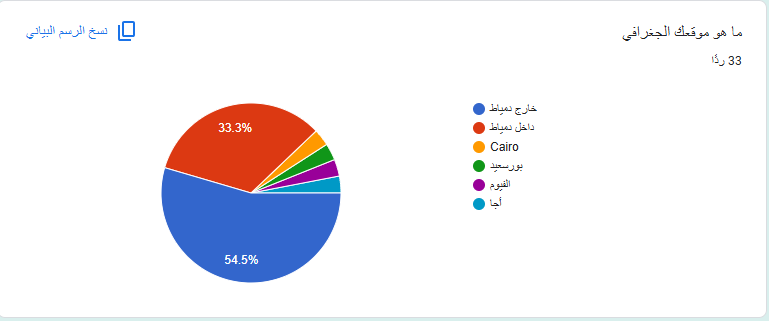 ما هو موقعك الجغرافي
نسخ الرسم البياني
33 ردًا
خارج دمياط
داخل دمياط
Cairo
بورسعيد
الفيوم
أجا
33.3%
54.5%